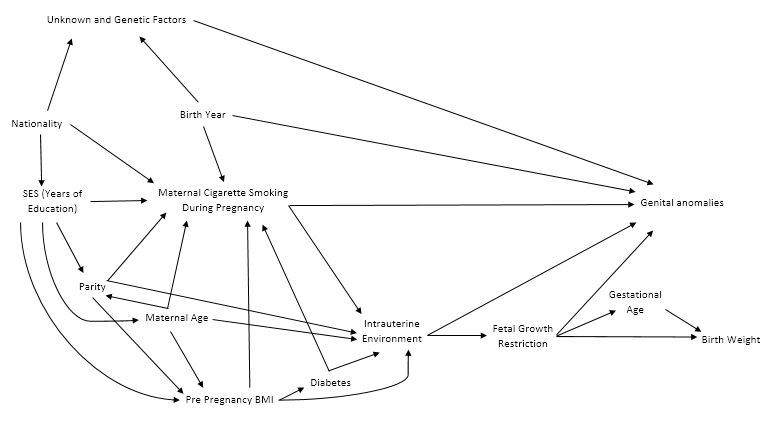 Unknown and Genetic Factors
Nationality
Birth Year
SES (Years of
Education)
Maternal Cigarette Smoking
During Pregnancy
Genital anomalies
Parity
Maternal Age
Intrauterine
Environment
Fetal Growth
Restriction
Gestational
Age
Birth Weight
Diabetes
Pre Pregnancy BMI